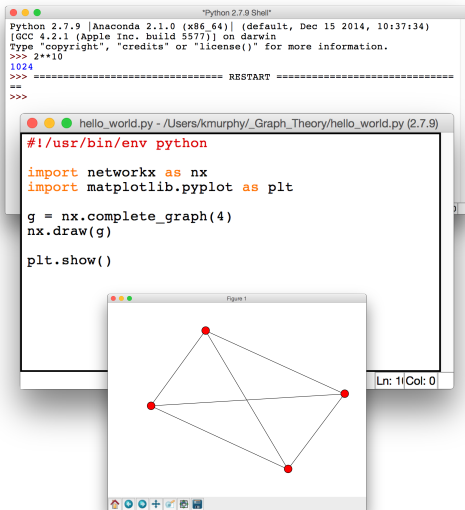 *Python 2.7.9 Shell*
Python 2.7.9 |Anaconda 2.1.0 (x86_64)| (default, Dec 15 2014, 10:37:34)
[GCC 4.2.1 (Apple Inc. build 5577)] on darwin
Type "copyright", "credits" or "license()" for more information.
>>> 2**10
1024
>>> ================================ RESTART ================================
>>>
hello_world.py - /Users/kmurphy/_Graph_Theory/hello_world.py (2.7.9)
#!/usr/bin/env python
import networkx as nx
import matplotlib.pyplot as plt
g = nx.complete_graph(4)
nx.draw(g)
plt.show()
Ln: 1 Col: 0
Figure 1